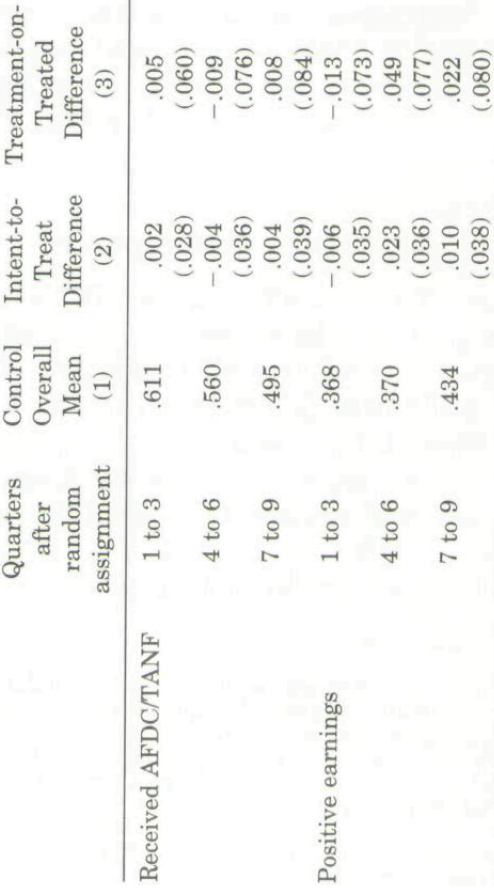 Quarters Control Intent-to- Treatment-on-
after Overall Treat Treated
random Mean Difference Difference
assignment (1) (2) (3)
Received AFDC/TANF 1 to 3 .611 .002 .005
(.028) (.060)
4 to 6 .560 −.004 −.009
(.036) (.076)
7 to 9 .495 .004 .008
(.039) (.084)
Positive earnings 1 to 3 .368 −.006 −.013
(.035) (.073)
4 to 6 .370 .023 .049
(.036) (.077)
7 to 9 .434 .010 .022
(.038) (.080)